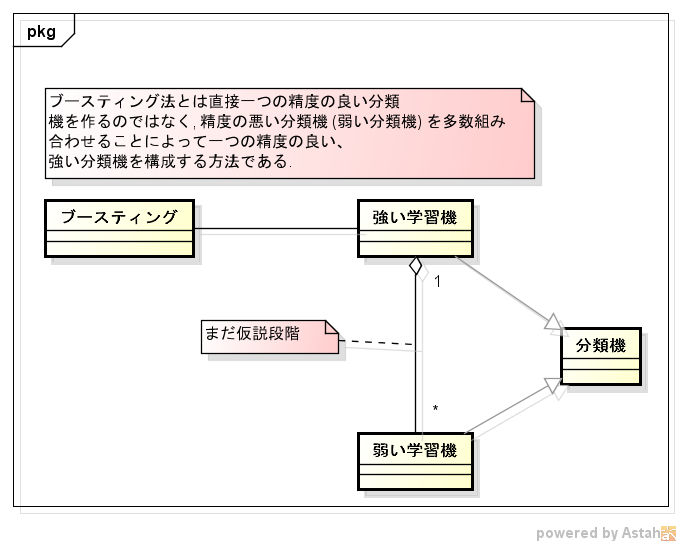 pkg
ブースティング法とは直接一つの精度の良い分類
機を作るのではなく, 精度の悪い分類機 (弱い分類機) を多数組み
合わせることによって一つの精度の良い、
強い分類機を構成する方法である.
ブースティング
強い学習機
1
まだ仮説段階
分類機
*
弱い学習機
powered by Astah